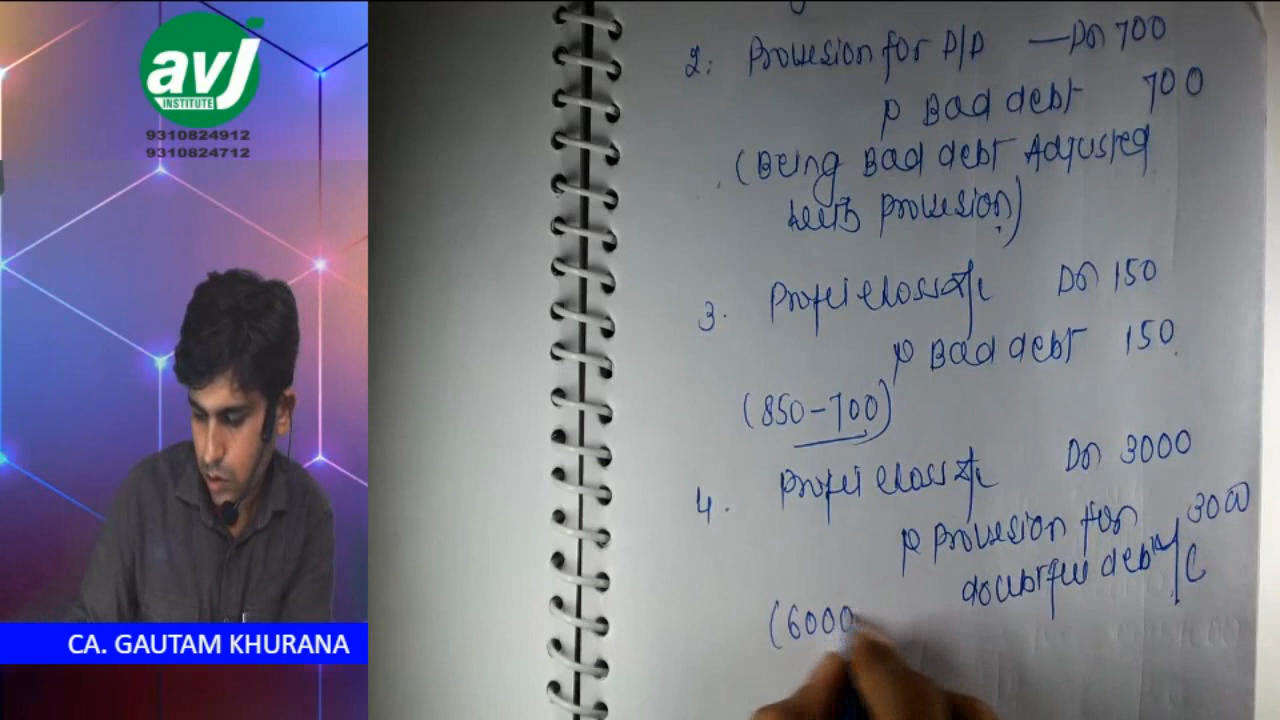 avj
INSTITUTE
9310824912
9310824712
CA. GAUTAM KHURANA
2. Provision for D/D — Dr 700
To Bad debt 700
(Being Bad debt Adjusted
with provision)
3. Profit & Loss A/c Dr 150
To Bad debt 150
(850-700)
4. Profit & Loss A/c Dr 3000
To Provision for 3000
doubtful debt A/c
(6000